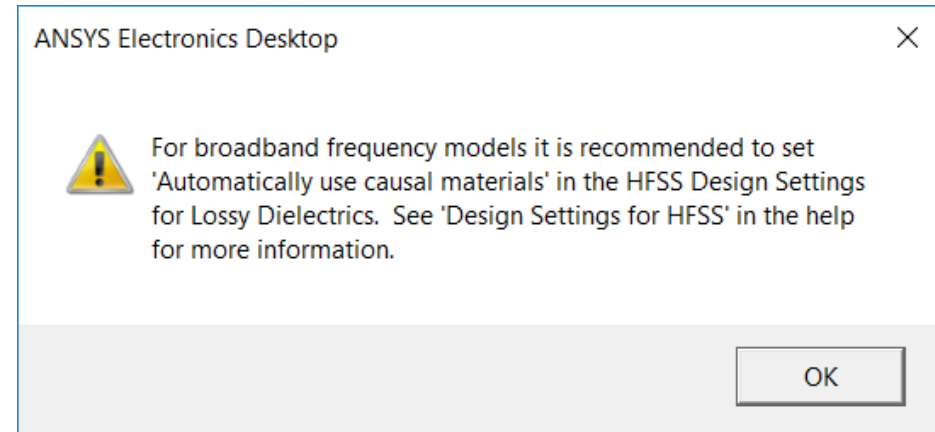 ANSYS Electronics Desktop
For broadband frequency models it is recommended to set
'Automatically use causal materials' in the HFSS Design Settings
for Lossy Dielectrics.  See 'Design Settings for HFSS' in the help
for more information.
OK